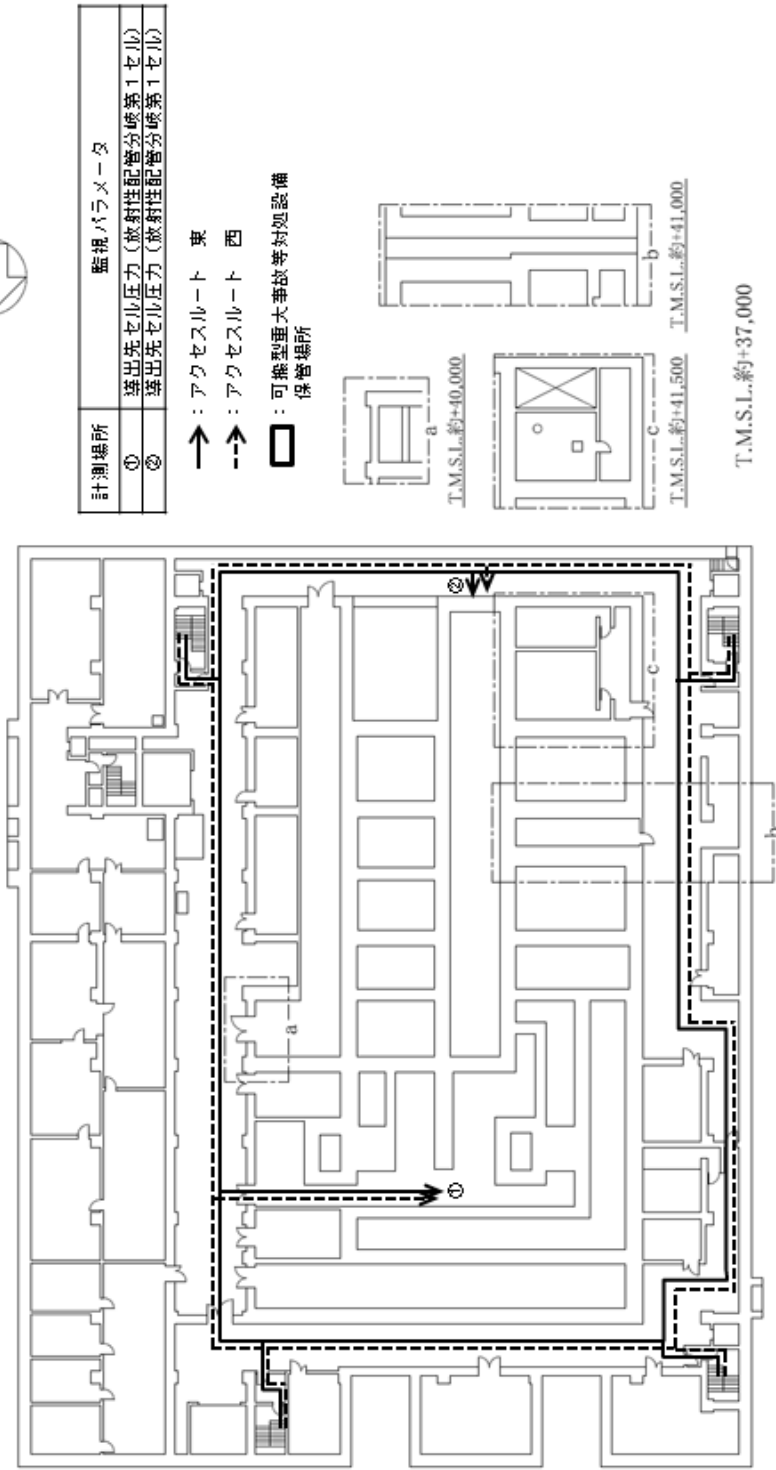 計測場所 監視パラメータ
① 導出先セル圧力（放射性配管分岐第１セル）
② 導出先セル圧力（放射性配管分岐第１セル）
：アクセスルート 東
：アクセスルート 西
：可搬型重大事故等対処設備
保管場所
a
T.M.S.L.約+40,000
b
T.M.S.L.約+41,000
c
T.M.S.L.約+41,500
T.M.S.L.約+37,000
①
②
a
b
c